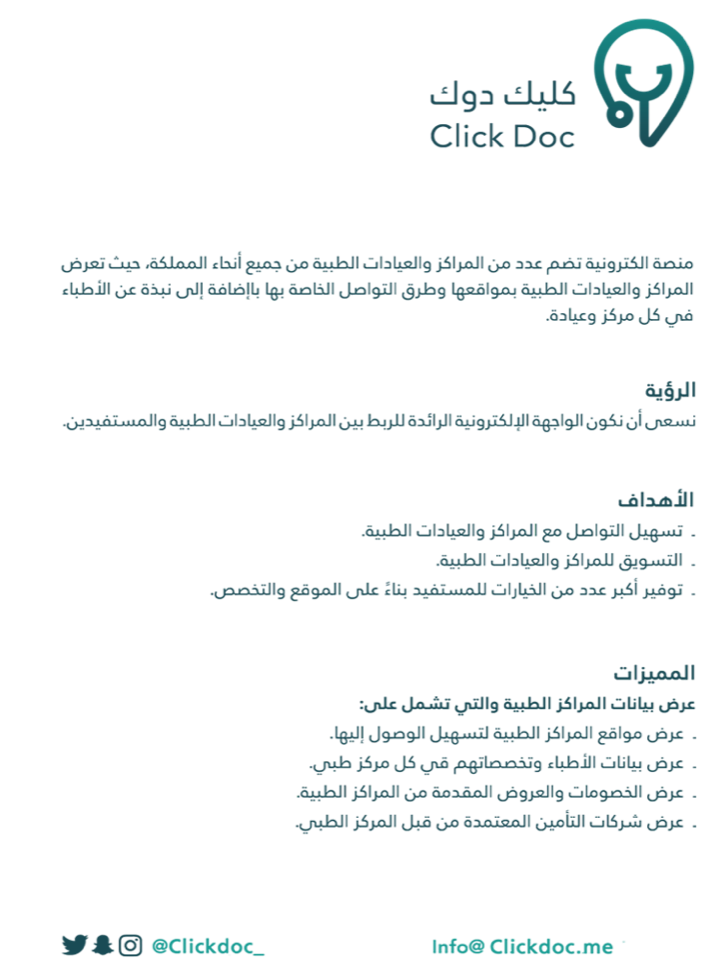 كليك دوك
Click Doc
منصة الكترونية تضم عدد من المراكز والعيادات الطبية من جميع أنحاء المملكة، حيث تعرض
المراكز والعيادات الطبية بمواقعها وطرق التواصل الخاصة بها باإضافة إلى نبذة عن الأطباء
في كل مركز وعيادة.
الرؤية
نسعى أن نكون الواجهة الإلكترونية الرائدة للربط بين المراكز والعيادات الطبية والمستفيدين.
الأهداف
- تسهيل التواصل مع المراكز والعيادات الطبية.
- التسويق للمراكز والعيادات الطبية.
- توفير أكبر عدد من الخيارات للمستفيد بناءً على الموقع والتخصص.
المميزات
عرض بيانات المراكز الطبية والتي تشمل على:
- عرض مواقع المراكز الطبية لتسهيل الوصول إليها.
- عرض بيانات الأطباء وتخصصاتهم قي كل مركز طبي.
- عرض الخصومات والعروض المقدمة من المراكز الطبية.
- عرض شركات التأمين المعتمدة من قبل المركز الطبي.
@Clickdoc_
Info@ Clickdoc.me